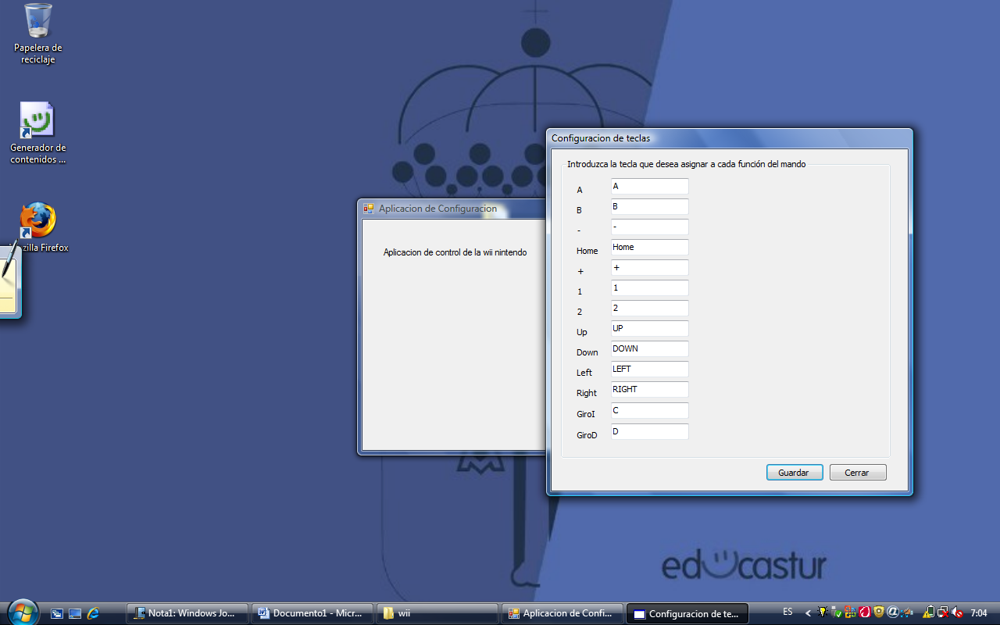 Papelera de
reciclaje
Generador de
contenidos ...
zilla Firefox
Configuracion de teclas
Introduzca la tecla que desea asignar a cada función del mando
A A
B B
- -
Home Home
+ +
1 1
2 2
Up UP
Down DOWN
Left LEFT
Right RIGHT
GiroI C
GiroD D
Guardar Cerrar
Aplicacion de Configuracion
Aplicacion de control de la wii nintendo
educastur
Nota1: Windows Jo... Documento1 - Micr... wii Aplicacion de Confi... Configuracion de te... ES 7:04